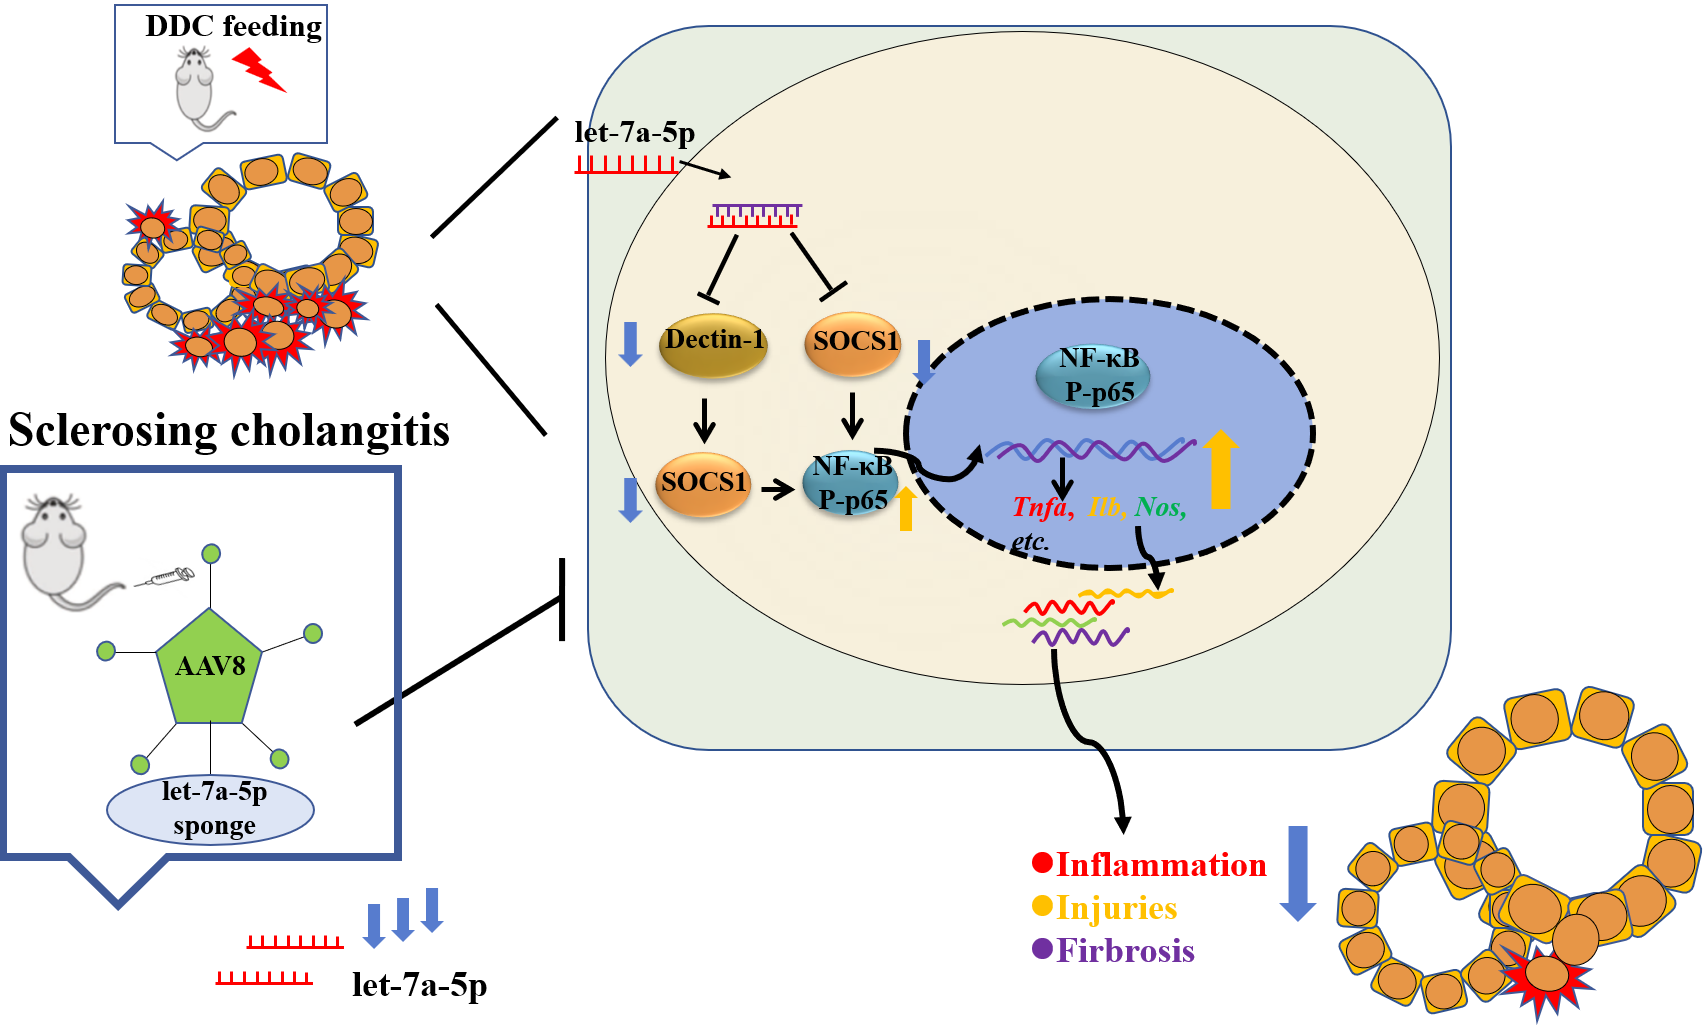 DDC feeding
Sclerosing cholangitis
AAV8
let-7a-5p
sponge
let-7a-5p
let-7a-5p
Dectin-1
SOCS1
SOCS1
NF-κB
P-p65
NF-κB
P-p65
Tnfa, Ilb, Nos,
etc.
Inflammation
Injuries
Firbrosis